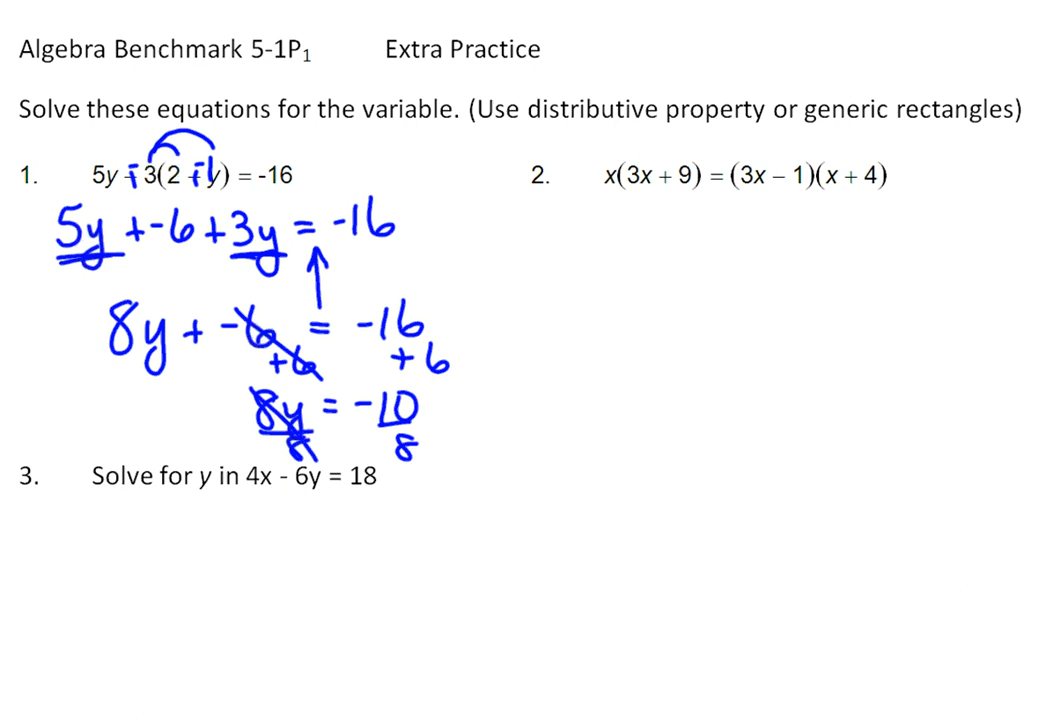 Algebra Benchmark 5-1P₁ Extra Practice
Solve these equations for the variable. (Use distributive property or generic rectangles)
1. 5y - 3(2 - y) = -16
5y + -6 + 3y = -16
8y + -6 = -16
+6 +6
8y = -10
8 8
2. x(3x + 9) = (3x – 1)(x + 4)
3. Solve for y in 4x - 6y = 18